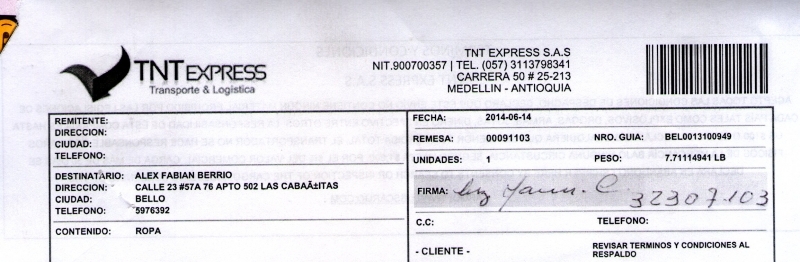 TNT EXPRESS
Transporte & Logistica
TNT EXPRESS S.A.S
NIT.900700357 | TEL. (057) 3113798341
CARRERA 50 # 25-213
MEDELLIN - ANTIOQUIA
REMITENTE:
DIRECCION:
CIUDAD:
TELEFONO:
DESTINATARIO: ALEX FABIAN BERRIO
DIRECCION: CALLE 23 #57A 76 APTO 502 LAS CABAÃ±ITAS
CIUDAD: BELLO
TELEFONO: 5976392
CONTENIDO: ROPA
FECHA: 2014-06-14
REMESA: 00091103 NRO. GUIA: BEL0013100949
UNIDADES: 1 PESO: 7.71114941 LB
FIRMA: 32307.103
C.C: TELEFONO:
- CLIENTE - REVISAR TERMINOS Y CONDICIONES AL
RESPALDO